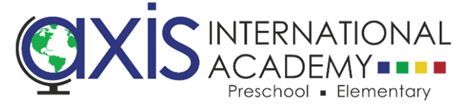 axis INTERNATIONAL
ACADEMY
Preschool ▪ Elementary